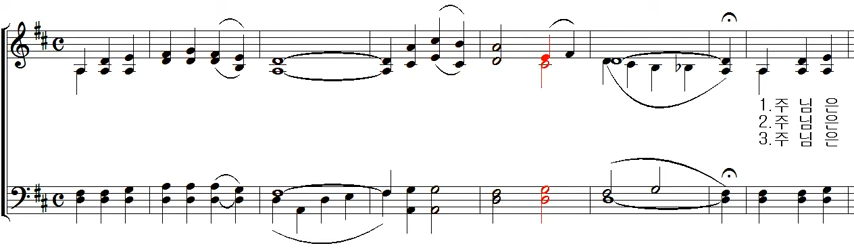 1.주 님 은
2.주 님 은
3.주 님 은